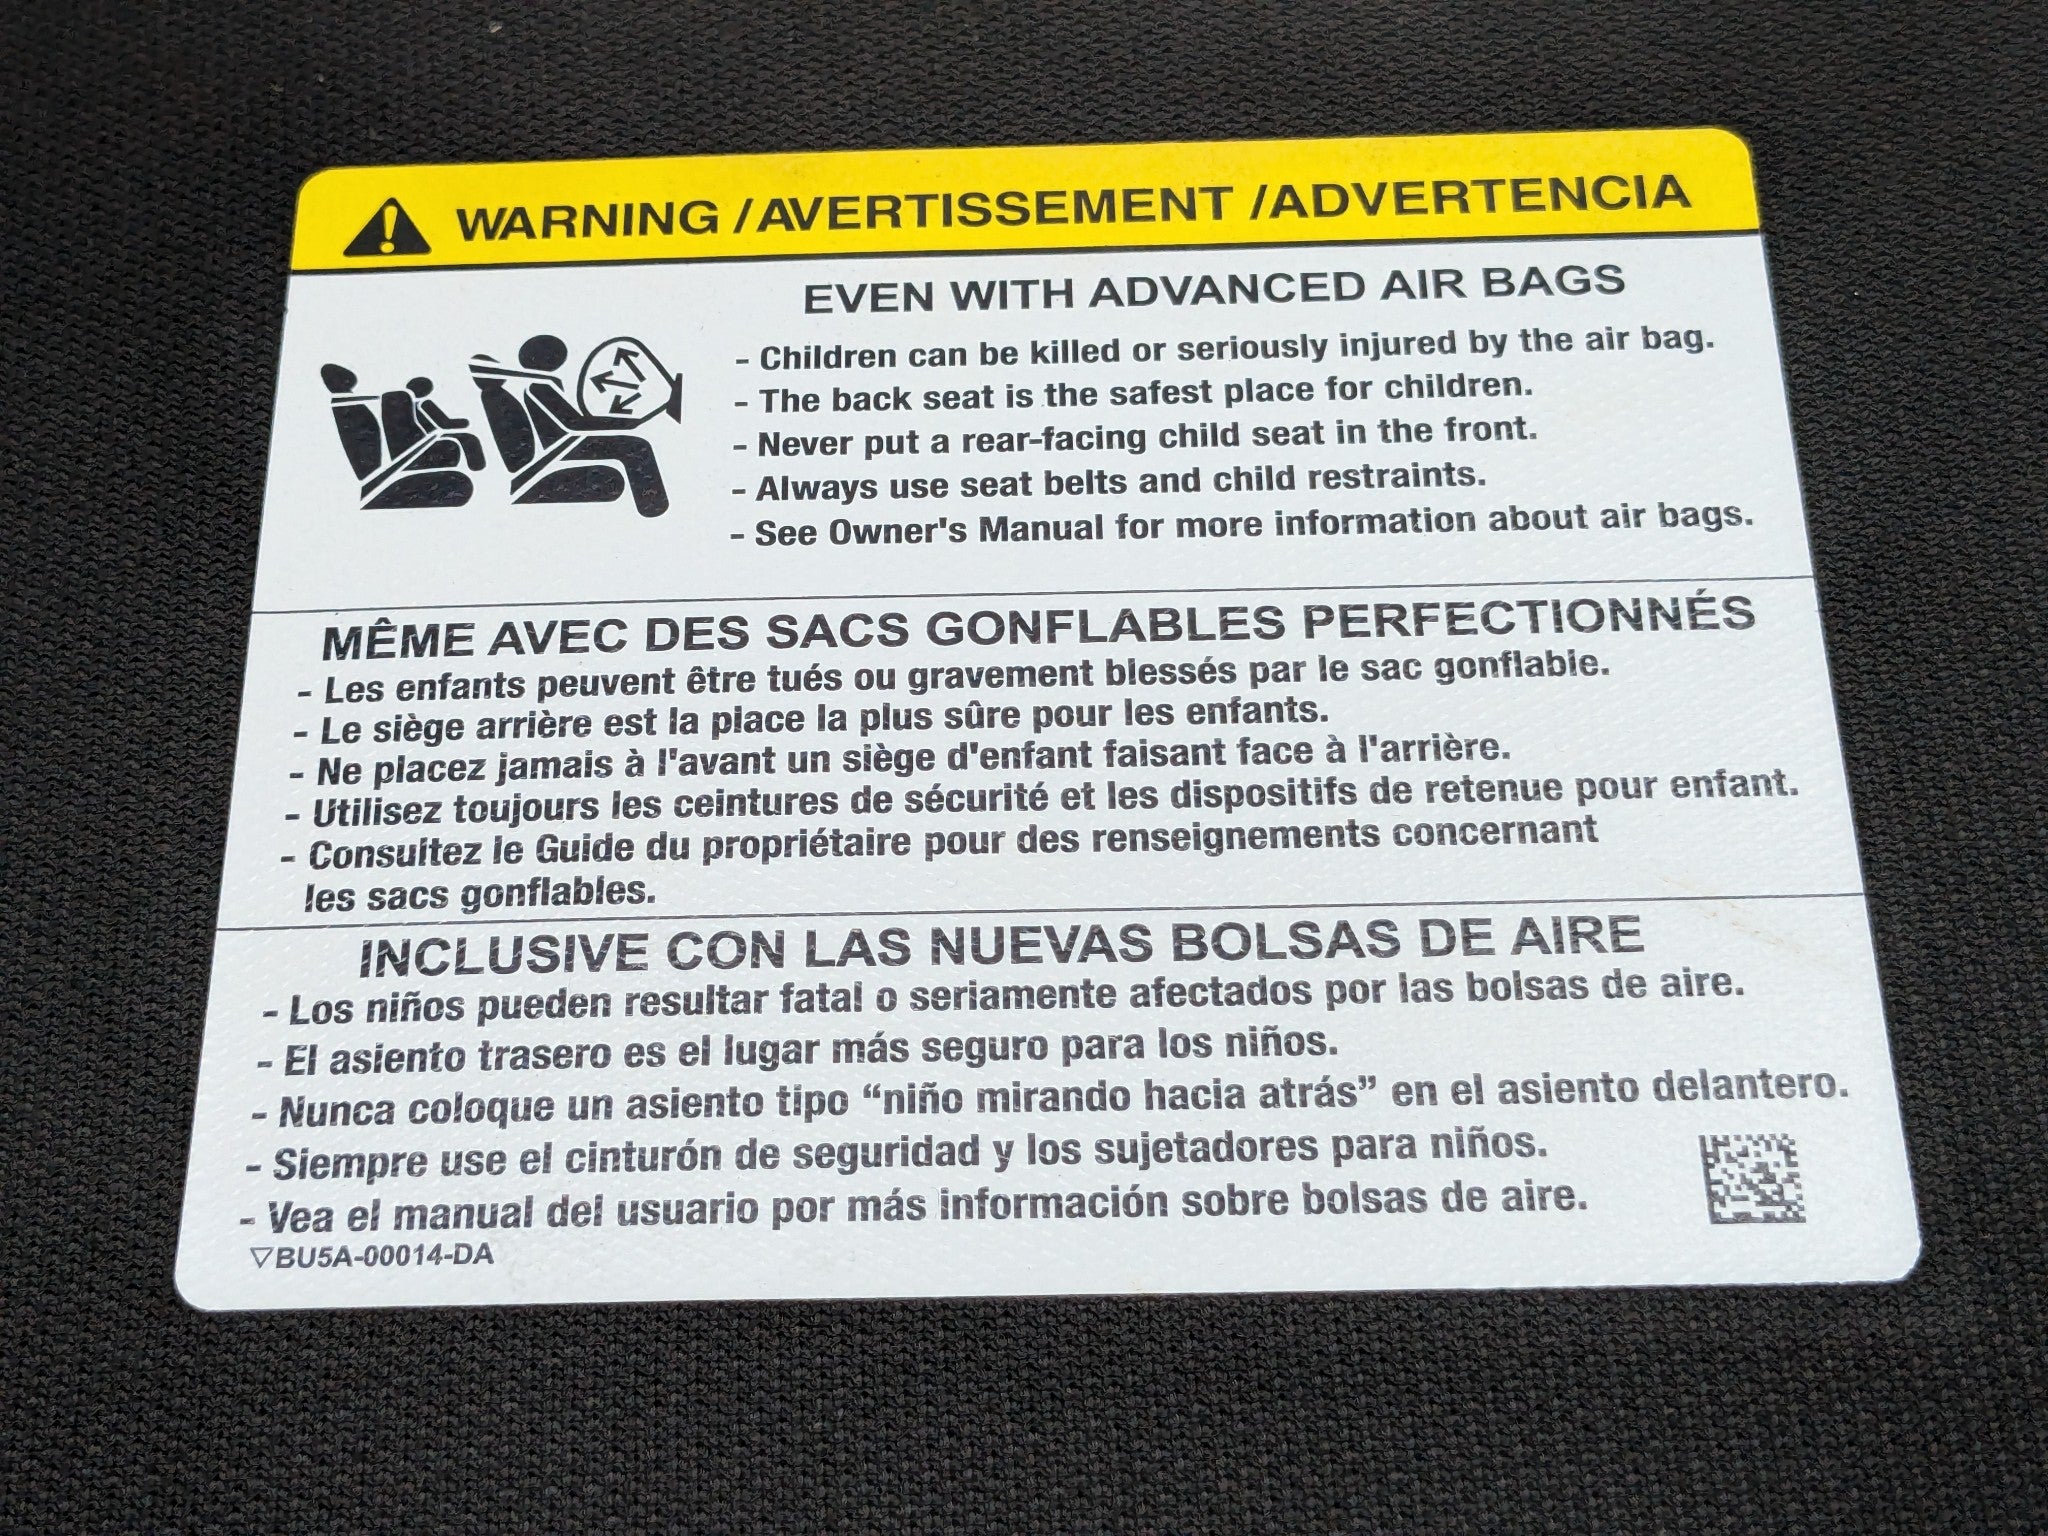 WARNING /AVERTISSEMENT /ADVERTENCIA
EVEN WITH ADVANCED AIR BAGS
- Children can be killed or seriously injured by the air bag.
- The back seat is the safest place for children.
- Never put a rear-facing child seat in the front.
- Always use seat belts and child restraints.
- See Owner's Manual for more information about air bags.
MÊME AVEC DES SACS GONFLABLES PERFECTIONNÉS
- Les enfants peuvent être tués ou gravement blessés par le sac gonflable.
- Le siège arrière est la place la plus sûre pour les enfants.
- Ne placez jamais à l'avant un siège d'enfant faisant face à l'arrière.
- Utilisez toujours les ceintures de sécurité et les dispositifs de retenue pour enfant.
- Consultez le Guide du propriétaire pour des renseignements concernant
les sacs gonflables.
INCLUSIVE CON LAS NUEVAS BOLSAS DE AIRE
- Los niños pueden resultar fatal o seriamente afectados por las bolsas de aire.
- El asiento trasero es el lugar más seguro para los niños.
- Nunca coloque un asiento tipo “niño mirando hacia atrás” en el asiento delantero.
- Siempre use el cinturón de seguridad y los sujetadores para niños.
- Vea el manual del usuario por más información sobre bolsas de aire.
▽BU5A-00014-DA